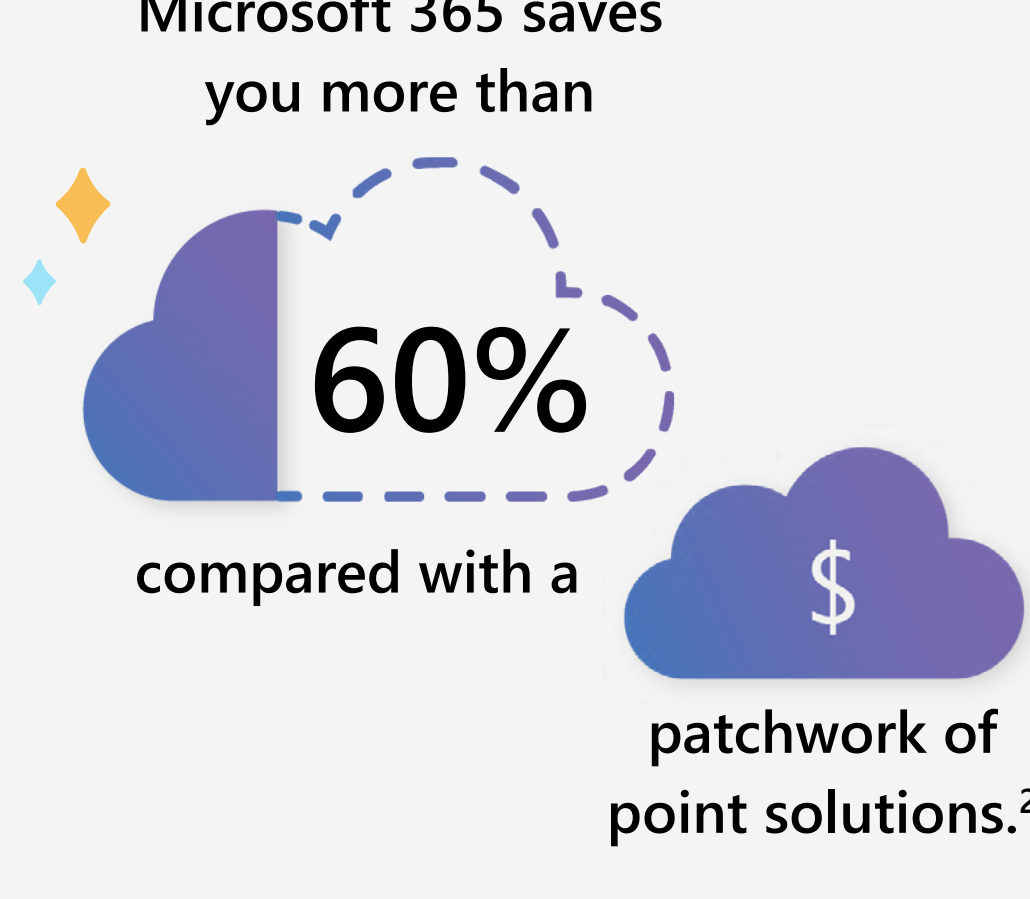 Microsoft 365 saves
you more than
60%
compared with a
$
patchwork of
point solutions.²